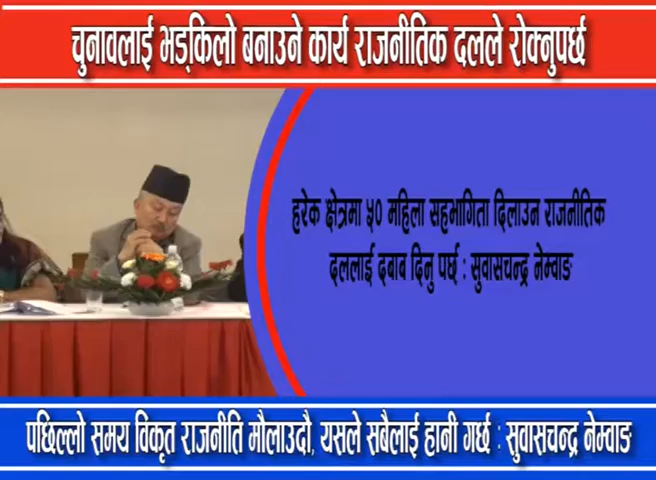 चुनावलाई भड्किलो बनाउने कार्य राजनीतिक दलले रोक्नुपर्छ
हरेक क्षेत्रमा ५० महिला सहभागिता दिलाउन राजनीतिक
दललाई दबाब दिनु पर्छ : सुवासचन्द्र नेम्वाङ
पछिल्लो समय विकृत राजनीति मौलाउदौ, यसले सबैलाई हानी गर्छ : सुवासचन्द्र नेम्वाङ